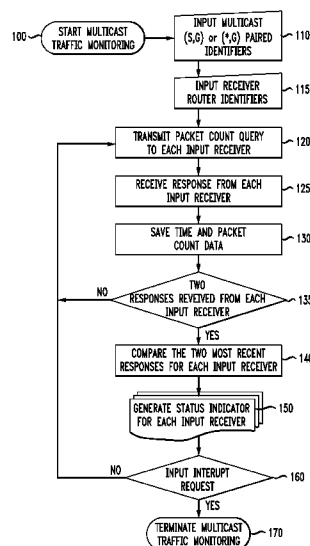 100
START MULTICAST
TRAFFIC MONITORING
INPUT MULTICAST
(S,G) or (*,G) PAIRED
IDENTIFIERS
110
INPUT RECEIVER
ROUTER IDENTIFIERS
115
TRANSMIT PACKET COUNT QUERY
TO EACH INPUT RECEIVER
120
RECEIVE RESPONSE FROM EACH
INPUT RECEIVER
125
SAVE TIME AND PACKET
COUNT DATA
130
NO
TWO
RESPONSES REVEIVED FROM EACH
INPUT RECEIVER
135
YES
COMPARE THE TWO MOST RECENT
RESPONSES FOR EACH INPUT RECEIVER
140
GENERATE STATUS INDICATOR
FOR EACH INPUT RECEIVER
150
NO
INPUT INTERUPT
REQUEST
160
YES
TERMINATE MULTICAST
TRAFFIC MONITORING
170